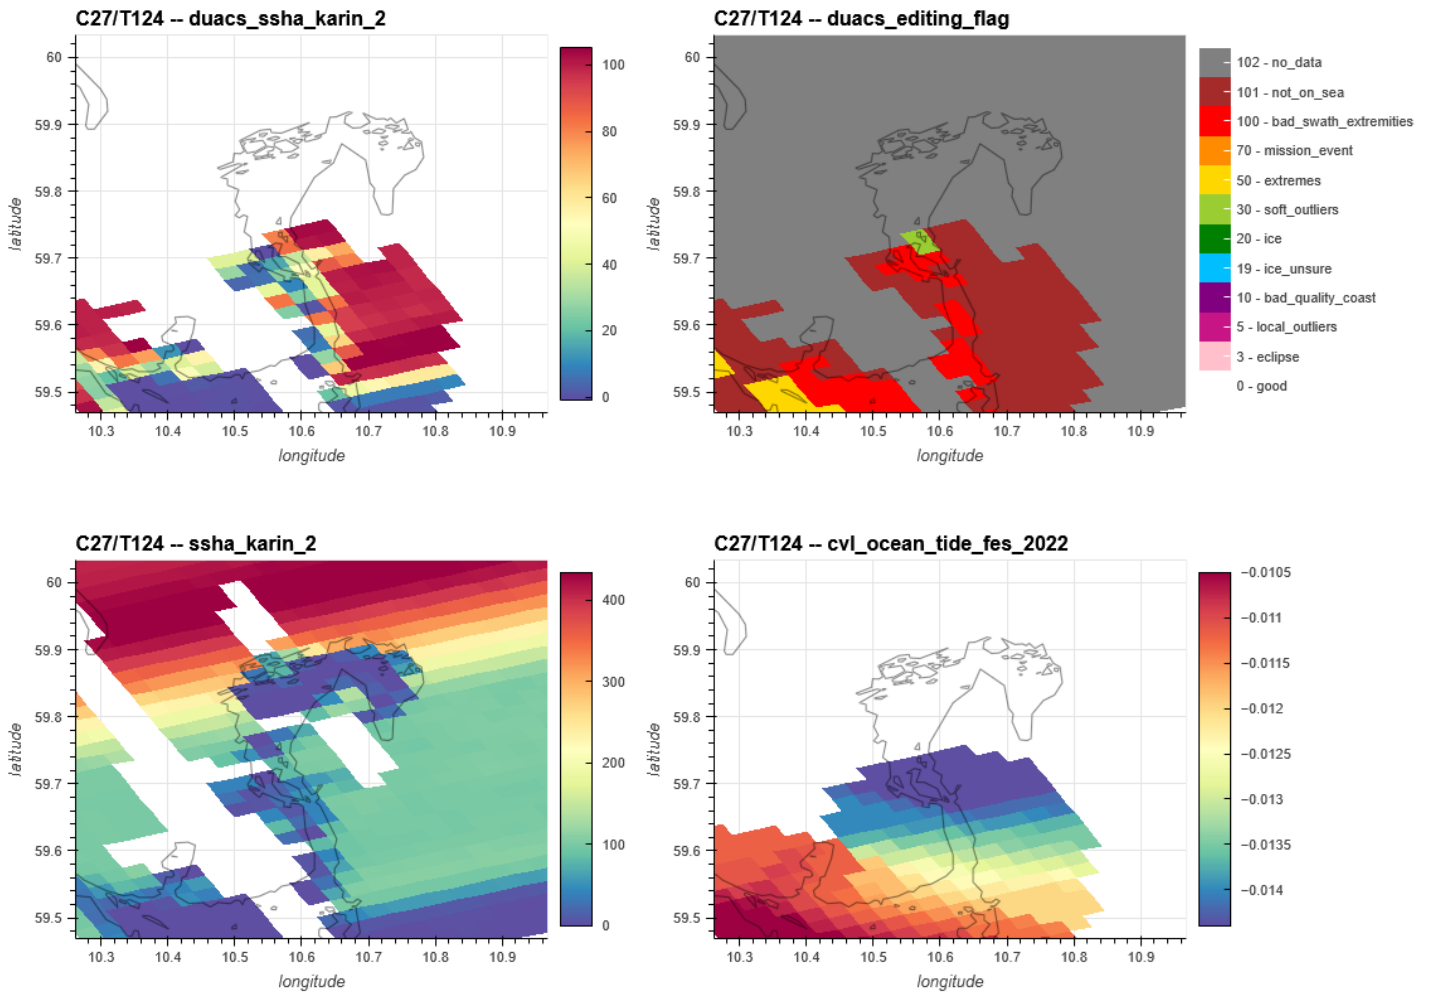 C27/T124 -- duacs_ssha_karin_2
60
59.9
59.8
59.7
59.6
59.5
latitude
10.3
10.4
10.5
10.6
10.7
10.8
10.9
longitude
100
80
60
40
20
0
C27/T124 -- duacs_editing_flag
60
59.9
59.8
59.7
59.6
59.5
latitude
10.3
10.4
10.5
10.6
10.7
10.8
10.9
longitude
102 - no_data
101 - not_on_sea
100 - bad_swath_extremities
70 - mission_event
50 - extremes
30 - soft_outliers
20 - ice
19 - ice_unsure
10 - bad_quality_coast
5 - local_outliers
3 - eclipse
0 - good
C27/T124 -- ssha_karin_2
60
59.9
59.8
59.7
59.6
59.5
latitude
10.3
10.4
10.5
10.6
10.7
10.8
10.9
longitude
400
300
200
100
0
C27/T124 -- cvl_ocean_tide_fes_2022
60
59.9
59.8
59.7
59.6
59.5
latitude
10.3
10.4
10.5
10.6
10.7
10.8
10.9
longitude
−0.0105
−0.011
−0.0115
−0.012
−0.0125
−0.013
−0.0135
−0.014